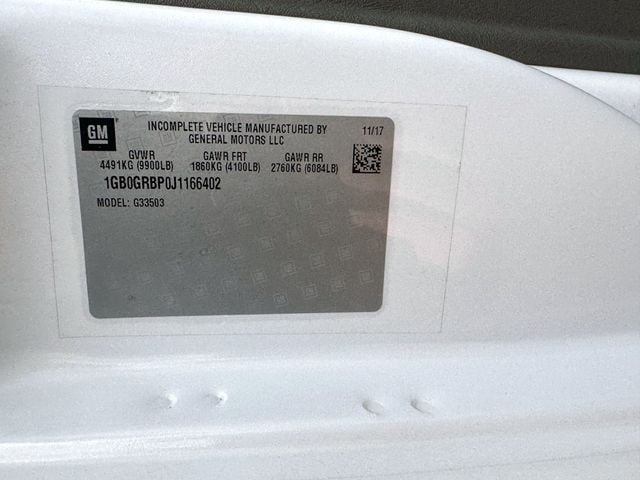 GM
INCOMPLETE VEHICLE MANUFACTURED BY
GENERAL MOTORS LLC
11/17
GVWR GAWR FRT GAWR RR
4491KG (9900LB) 1860KG (4100LB) 2760KG (6084LB)
1GB0GRBP0J1166402
MODEL: G33503